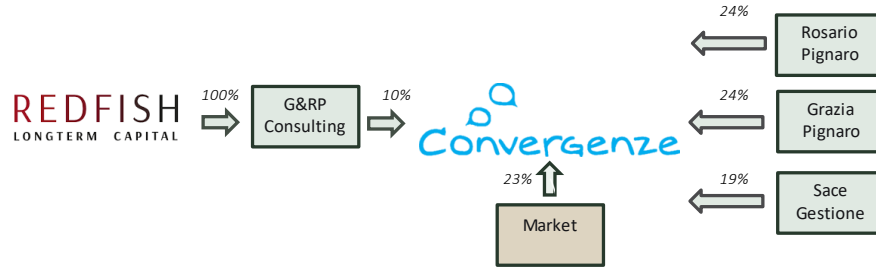 24%
Rosario
Pignaro
REDFISH
LONGTERM CAPITAL
100%
G&RP
Consulting
10%
Convergenze
24%
Grazia
Pignaro
23%
Market
19%
Sace
Gestione